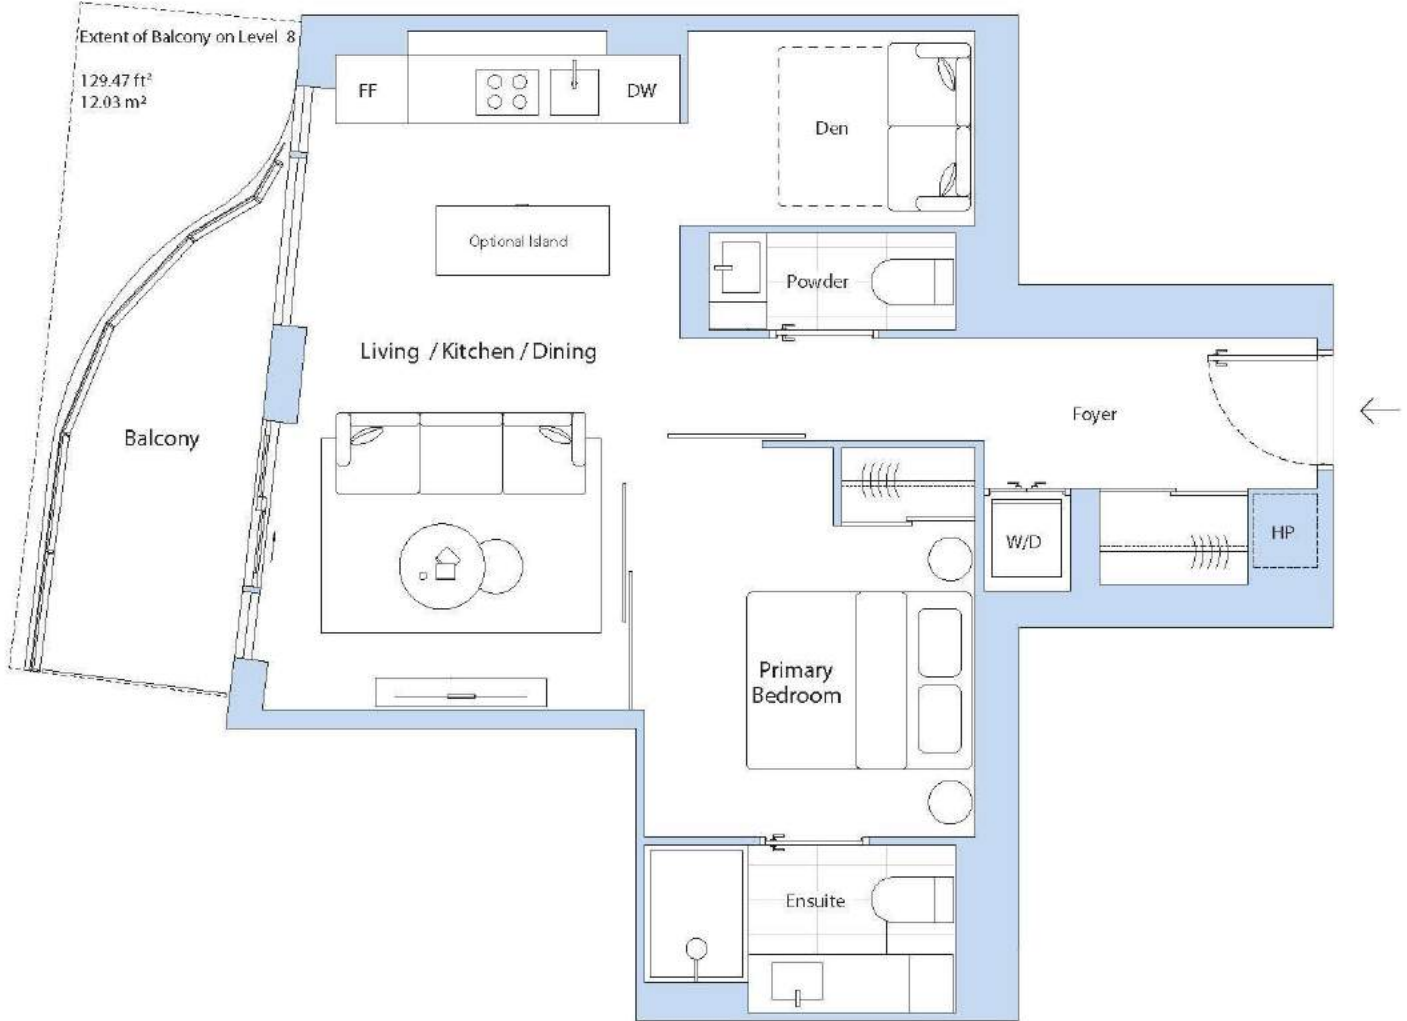 Extent of Balcony on Level 8
129.47 ft²
12.03 m²
FF
DW
Den
Optional Island
Powder
Living / Kitchen / Dining
Foyer
Balcony
W/D
HP
Primary
Bedroom
Ensuite